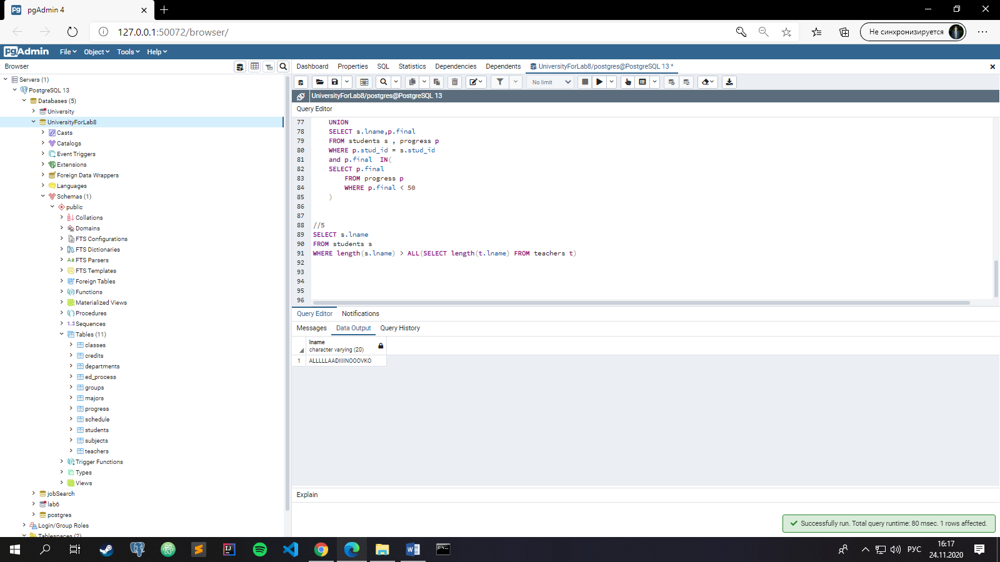 pgAdmin 4
127.0.0.1:50072/browser/
Не синхронизируется
pgAdmin File Object Tools Help
Browser
Dashboard Properties SQL Statistics Dependencies Dependents UniversityForLab8/postgres@PostgreSQL 13 *
No limit
UniversityForLab8/postgres@PostgreSQL 13
Query Editor
Servers (1)
PostgreSQL 13
Databases (5)
University
UniversityForLab8
Casts
Catalogs
Event Triggers
Extensions
Foreign Data Wrappers
Languages
Schemas (1)
public
Collations
Domains
FTS Configurations
FTS Dictionaries
FTS Parsers
FTS Templates
Foreign Tables
Functions
Materialized Views
Procedures
1..3 Sequences
Tables (11)
classes
credits
departments
ed_process
groups
majors
progress
schedule
students
subjects
teachers
Trigger Functions
Types
Views
jobSearch
lab6
postgres
Login/Group Roles
Tablespaces (2)
77 UNION
78 SELECT s.lname,p.final
79 FROM students s , progress p
80 WHERE p.stud_id = s.stud_id
81 and p.final IN(
82 SELECT p.final
83 FROM progress p
84 WHERE p.final < 50
85 )
86
87
88 //5
89 SELECT s.lname
90 FROM students s
91 WHERE length(s.lname) > ALL(SELECT length(t.lname) FROM teachers t)
92
93
94
95
96
Query Editor Notifications
Messages Data Output Query History
lname
character varying (20)
1 ALLLLLAADIIIINOOOVKO
Explain
Successfully run. Total query runtime: 80 msec. 1 rows affected.
РУС
16:17
24.11.2020